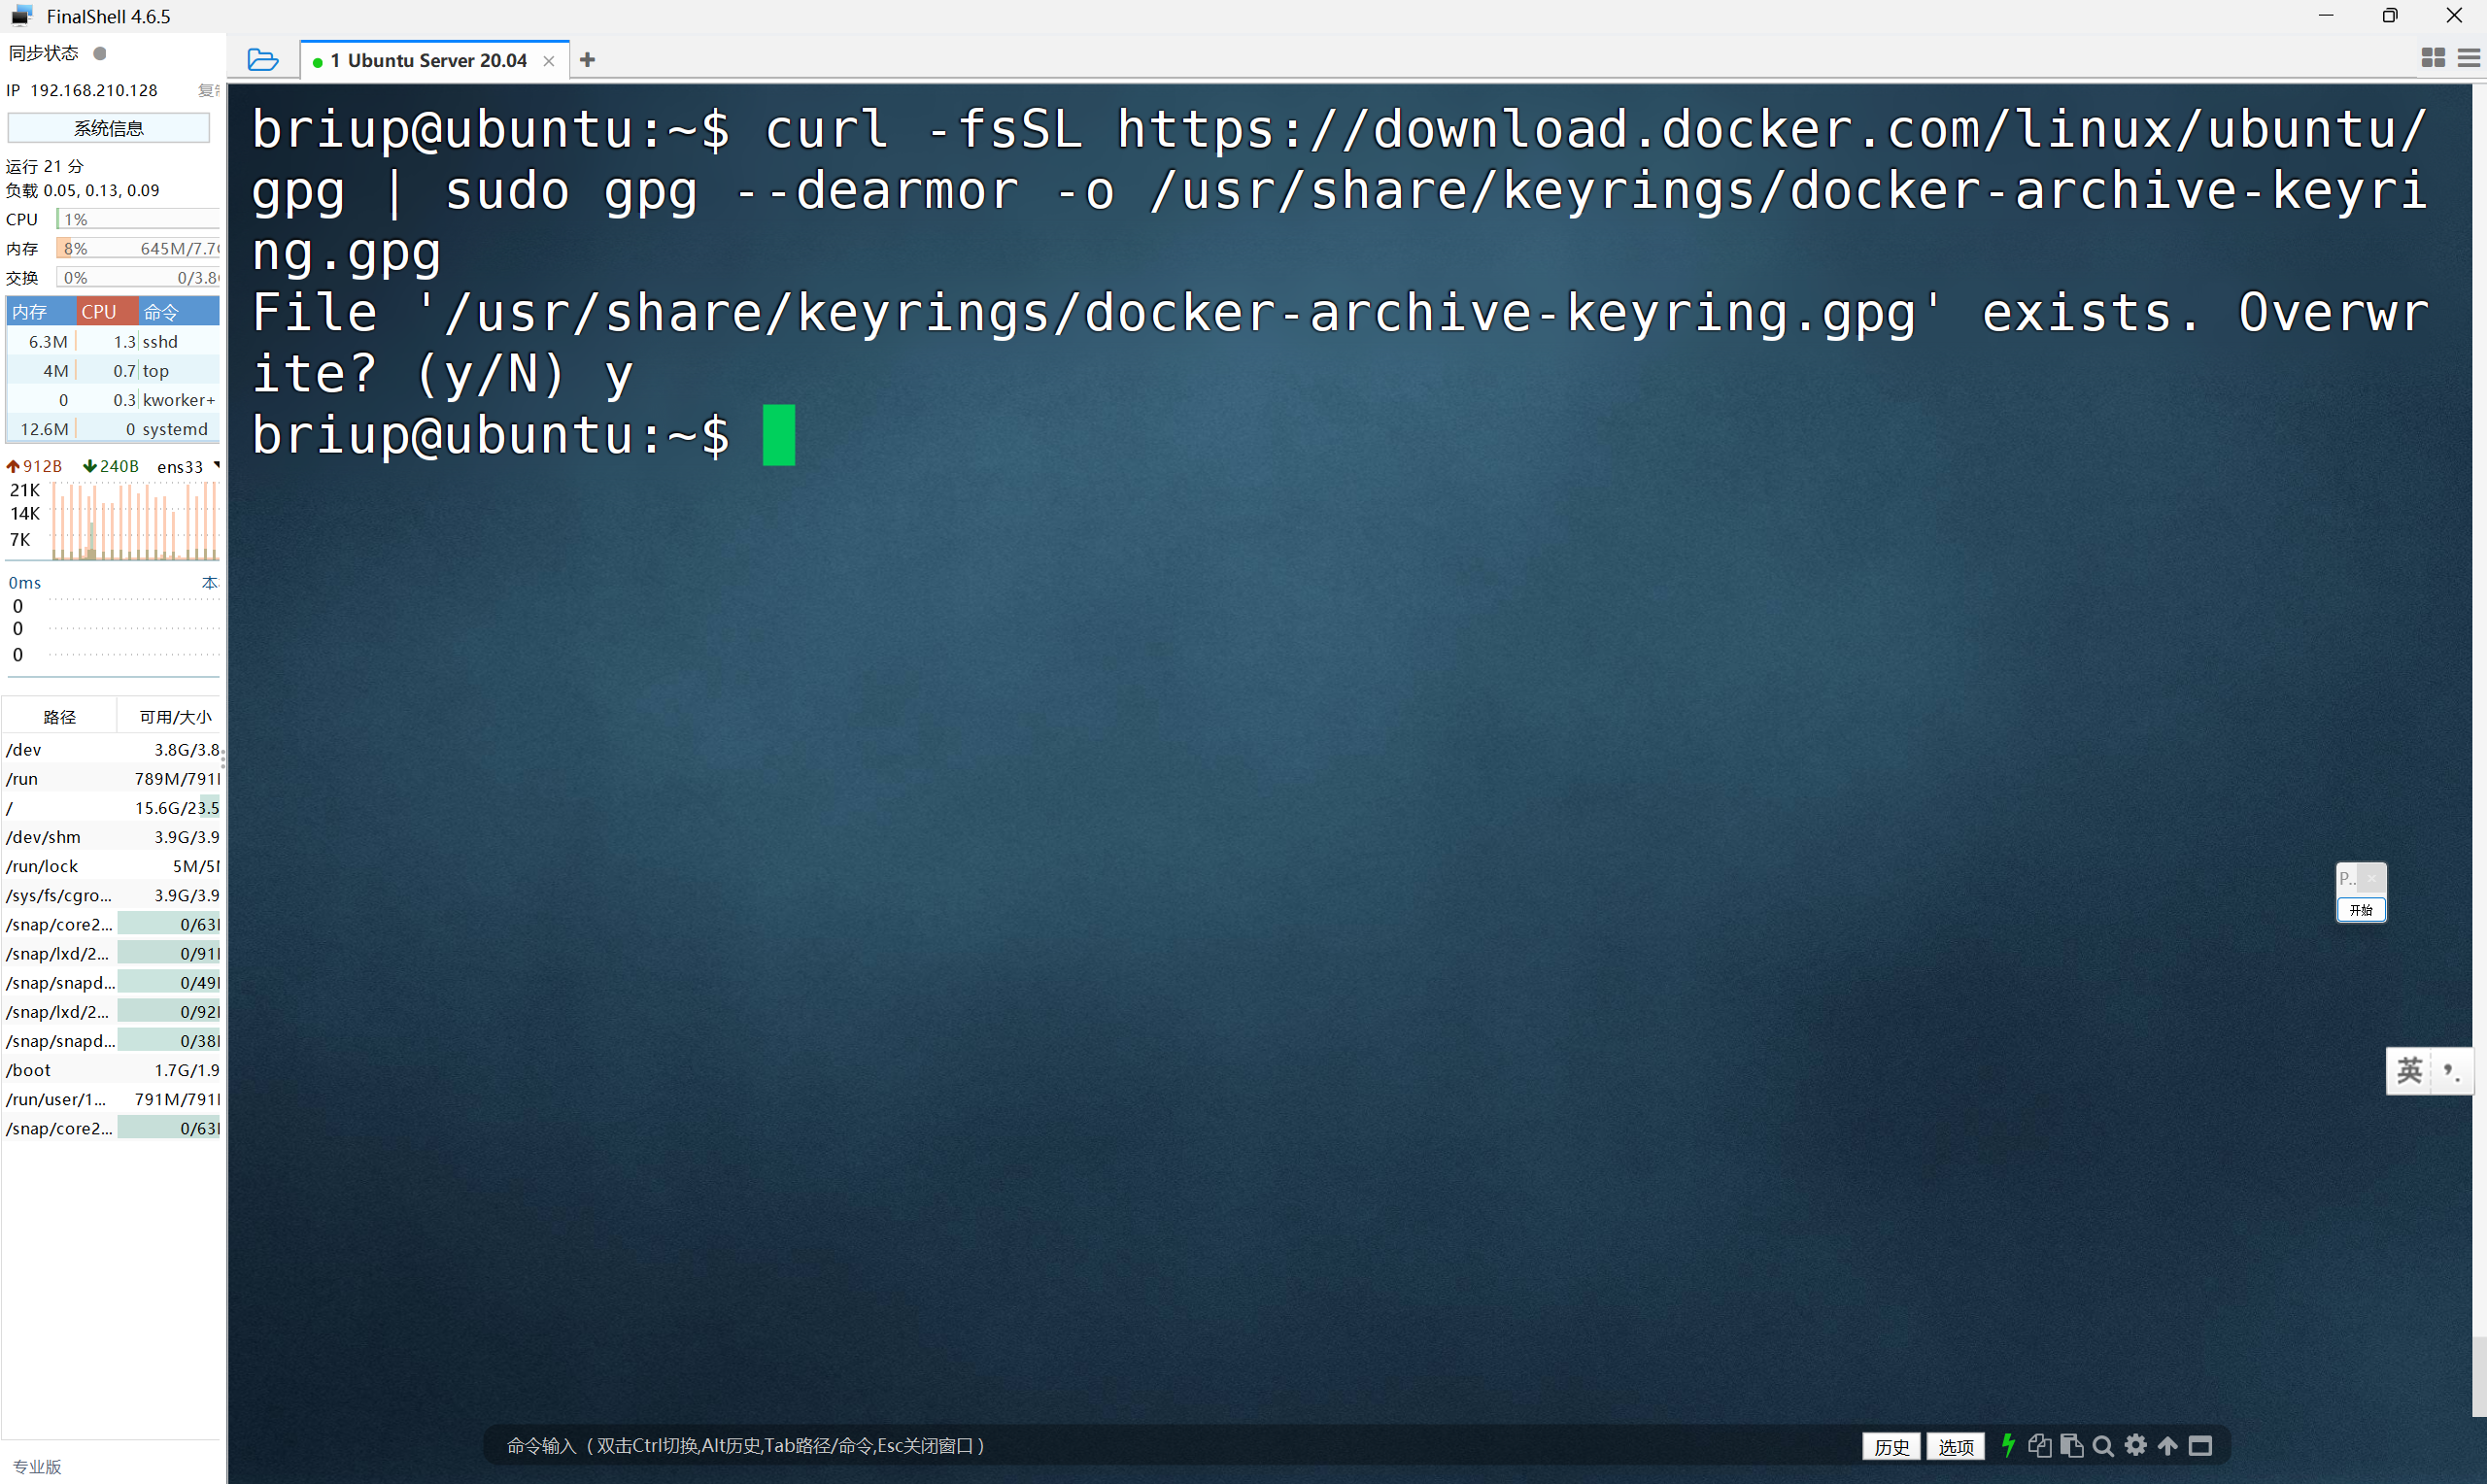 FinalShell 4.6.5
同步状态
IP 192.168.210.128
系统信息
运行 21 分
负载 0.05, 0.13, 0.09
CPU 1%
内存 8% 645M/7.7
交换 0% 0/3.8
内存 CPU 命令
6.3M 1.3 sshd
4M 0.7 top
0 0.3 kworker+
12.6M 0 systemd
912B 240B ens33
21K
14K
7K
0ms 本
0
0
0
路径 可用/大小
/dev 3.8G/3.8
/run 789M/791
/ 15.6G/23.5
/dev/shm 3.9G/3.9
/run/lock 5M/5
/sys/fs/cgro... 3.9G/3.9
/snap/core2... 0/63
/snap/lxd/2... 0/91
/snap/snapd... 0/49
/snap/lxd/2... 0/92
/snap/snapd... 0/38
/boot 1.7G/1.9
/run/user/1... 791M/791
/snap/core2... 0/63
专业版
1 Ubuntu Server 20.04
briup@ubuntu:~$ curl -fsSL https://download.docker.com/linux/ubuntu/
gpg | sudo gpg --dearmor -o /usr/share/keyrings/docker-archive-keyri
ng.gpg
File '/usr/share/keyrings/docker-archive-keyring.gpg' exists. Overwr
ite? (y/N) y
briup@ubuntu:~$
P..
开始
英
命令输入 ( 双击Ctrl切换,Alt历史,Tab路径/命令,Esc关闭窗口 )
历史 选项